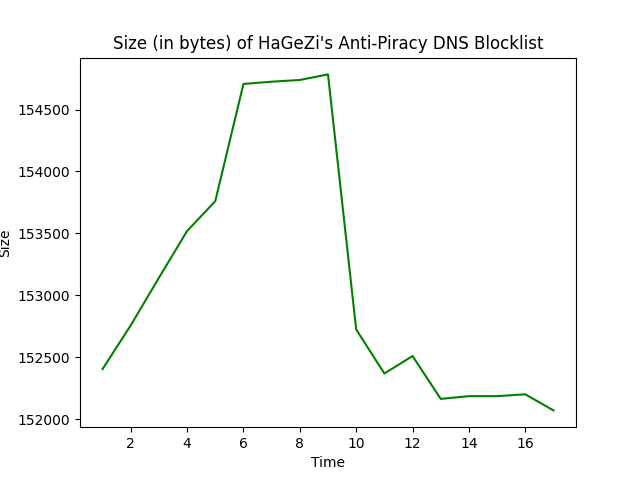 Size (in bytes) of HaGeZi's Anti-Piracy DNS Blocklist
154500
154000
153500
153000
152500
152000
Size
2 4 6 8 10 12 14 16
Time